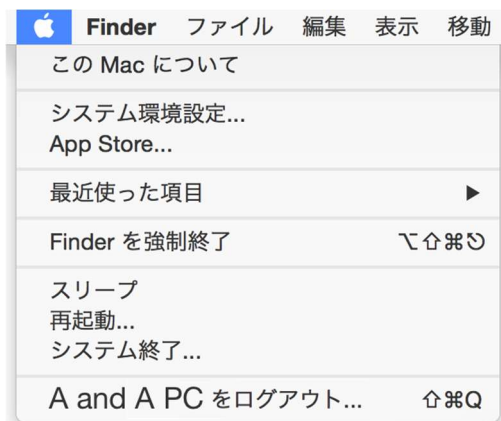 Finder ファイル 編集 表示 移動
この Mac について
システム環境設定...
App Store...
最近使った項目 ▶
Finder を強制終了 ⌥⇧⌘⎋
スリープ
再起動...
システム終了...
A and A PC をログアウト... ⇧⌘Q